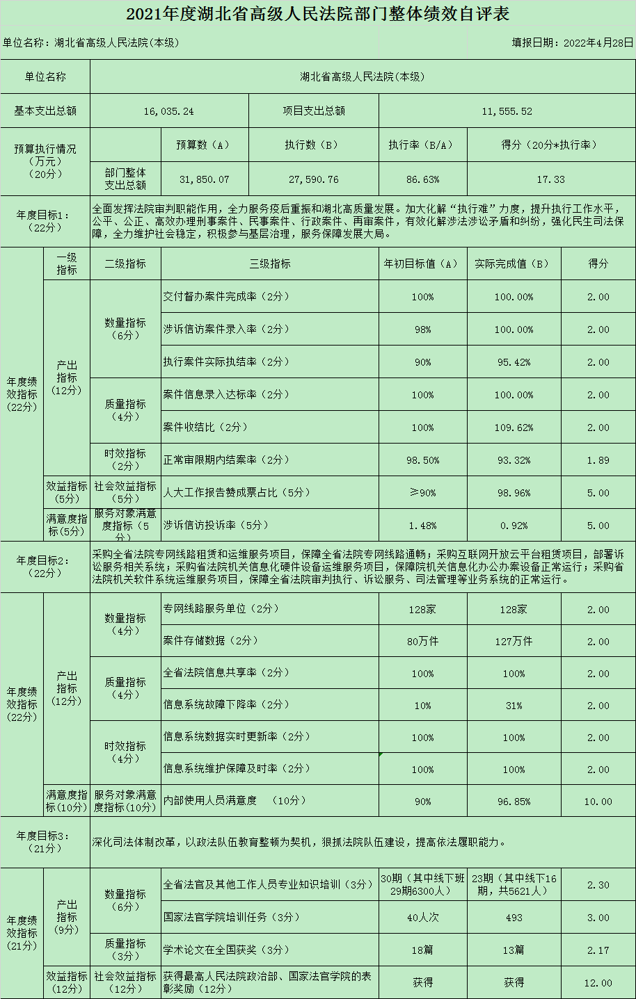 2021年度湖北省高级人民法院部门整体绩效自评表
单位名称：湖北省高级人民法院(本级)
填报日期：2022年4月28日
单位名称
湖北省高级人民法院(本级)
基本支出总额
16,035.24
项目支出总额
11,555.52
预算执行情况
（万元）
（20分）
预算数（A）
执行数（B）
执行率（B/A）
得分（20分*执行率）
部门整体
支出总额
31,850.07
27,590.76
86.63%
17.33
年度目标1：
（22分）
全面发挥法院审判职能作用，全力服务疫后重振和湖北高质量发展。加大化解“执行难”力度，提升执行工作水平，
公平、公正、高效办理刑事案件、民事案件、行政案件、再审案件，有效化解涉法涉讼矛盾和纠纷，强化民生司法保
障，全力维护社会稳定，积极参与基层治理，服务保障发展大局。
年度绩
效指标
(22分)
一级
指标
二级指标
三级指标
年初目标值（A）
实际完成值（B）
得分
产出
指标
(12分)
数量指标
（6分）
交付督办案件完成率（2分）
100%
100.00%
2.00
涉诉信访案件录入率（2分）
98%
100.00%
2.00
执行案件实际执结率（2分）
90%
95.42%
2.00
质量指标
（4分）
案件信息录入达标率（2分）
100%
100.00%
2.00
案件收结比（2分）
100%
109.62%
2.00
时效指标
（2分）
正常审限期内结案率（2分）
98.50%
93.32%
1.89
效益指标
(5分)
社会效益指标
（5分）
人大工作报告赞成票占比（5分）
≥90%
98.96%
5.00
满意度指
标(5分)
服务对象满意
度指标（5
分）
涉诉信访投诉率（5分）
1.48%
0.92%
5.00
年度目标2：
（22分）
采购全省法院专网线路租赁和运维服务项目，保障全省法院专网线路通畅；采购互联网开放云平台租赁项目，部署诉
讼服务相关系统；采购省法院机关信息化硬件设备运维服务项目，保障院机关信息化办公办案设备正常运行；采购省
法院机关软件系统运维服务项目，保障全省法院审判执行、诉讼服务、司法管理等业务系统的正常运行。
年度绩
效指标
(22分)
产出
指标
(12分)
数量指标
（4分）
专网线路服务单位（2分）
128家
128家
2.00
案件存储数据（2分）
80万件
127万件
2.00
质量指标
（4分）
全省法院信息共享率（2分）
100%
100%
2.00
信息系统故障下降率（2分）
10%
31%
2.00
时效指标
（4分）
信息系统数据实时更新率（2分）
100%
100%
2.00
信息系统维护保障及时率（2分）
100%
100%
2.00
满意度指
标(10分)
服务对象满意
度指标(10分)
内部使用人员满意度 （10分）
90%
96.85%
10.00
年度目标3：
（21分）
深化司法体制改革，以政法队伍教育整顿为契机，狠抓法院队伍建设，提高依法履职能力。
年度绩
效指标
(21分)
产出
指标
(9分)
数量指标
（6分）
全省法官及其他工作人员专业知识培训（3分）
30期（其中线下班
29期6300人）
23期（其中线下16
期，共5621人）
2.30
国家法官学院培训任务（3分）
40人次
493
3.00
质量指标
（3分）
学术论文在全国获奖（3分）
18篇
13篇
2.17
效益指标
(12分)
社会效益指标
（12分）
获得最高人民法院政治部、国家法官学院的表
彰奖励（12分）
获得
获得
12.00